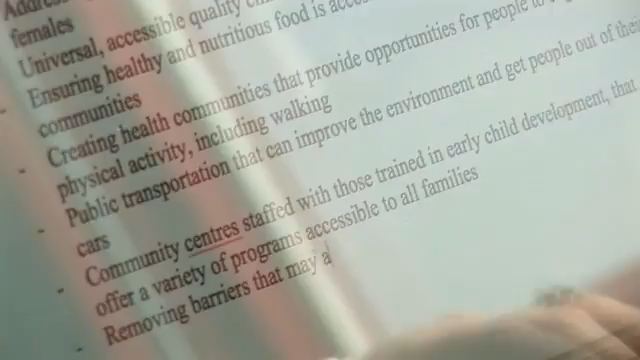 females
Universal, accessible quality
Ensuring healthy and nutritious food is
communities
- Creating health communities that provide opportunities for people to
physical activity, including walking
- Public transportation that can improve the environment and get people out of
cars
- Community centres staffed with those trained in early child development, that
offer a variety of programs accessible to all families
- Removing barriers that may a